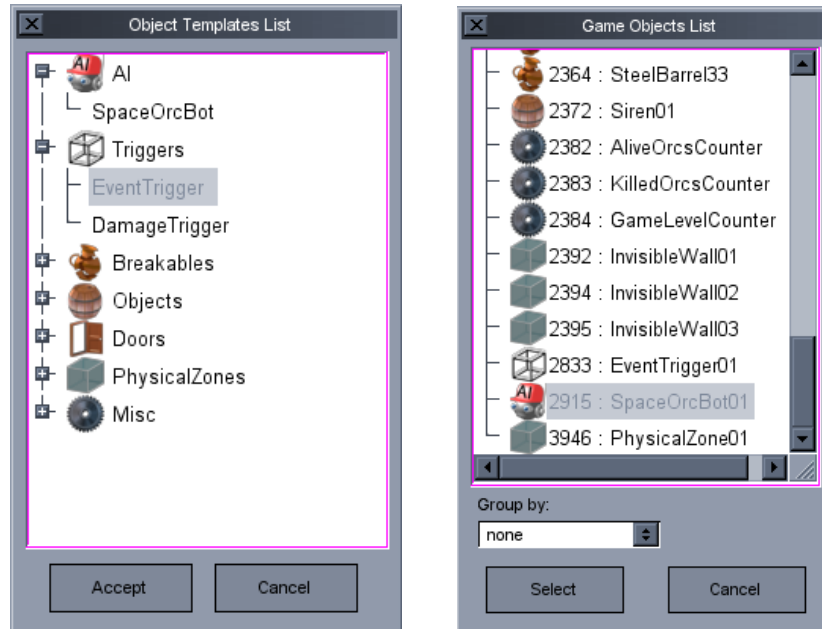 Object Templates List
AI
SpaceOrcBot
Triggers
EventTrigger
DamageTrigger
Breakables
Objects
Doors
PhysicalZones
Misc
Accept
Cancel
Game Objects List
2364 : SteelBarrel33
2372 : Siren01
2382 : AliveOrcsCounter
2383 : KilledOrcsCounter
2384 : GameLevelCounter
2392 : InvisibleWall01
2394 : InvisibleWall02
2395 : InvisibleWall03
2833 : EventTrigger01
AI
2915 : SpaceOrcBot01
3946 : PhysicalZone01
Group by:
none
Select
Cancel